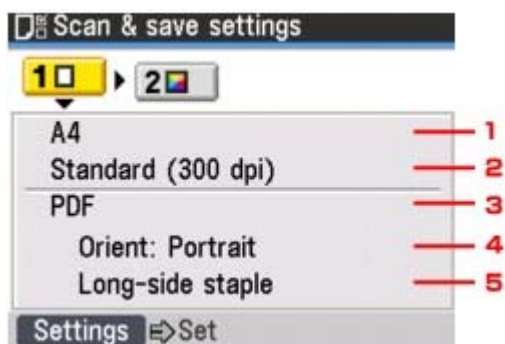 Scan & save settings
1 2
A4 1
Standard (300 dpi) 2
PDF 3
Orient: Portrait 4
Long-side staple 5
Settings Set